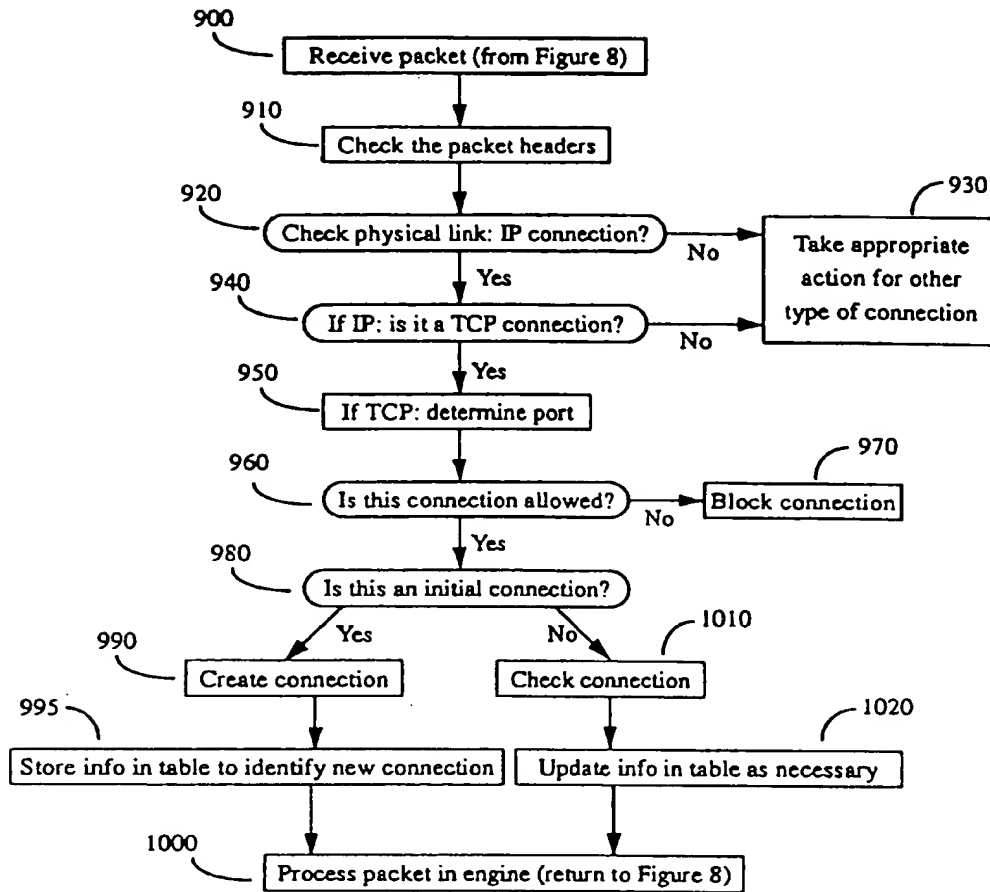 900
Receive packet (from Figure 8)
910
Check the packet headers
920
930
Check physical link: IP connection?
No
Take appropriate
action for other
type of connection
Yes
940
If IP: is it a TCP connection?
No
Yes
950
If TCP: determine port
960
970
Is this connection allowed?
No
Block connection
Yes
980
Is this an initial connection?
Yes
No
990
1010
Create connection
Check connection
995
1020
Store info in table to identify new connection
Update info in table as necessary
1000
Process packet in engine (return to Figure 8)